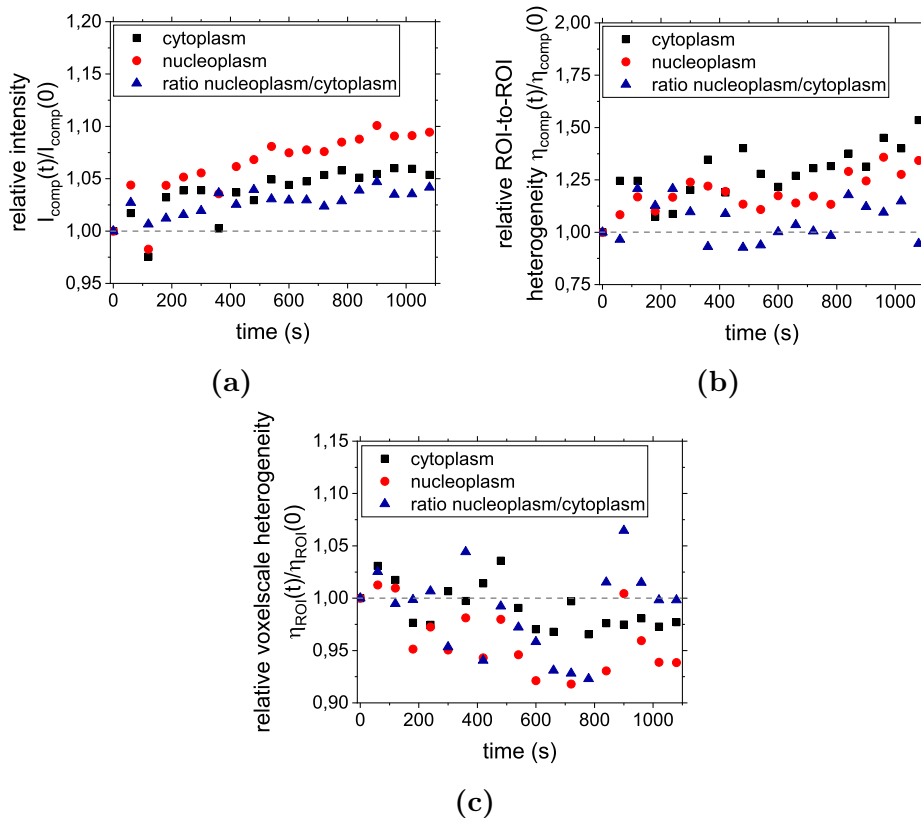 1,20
1,15
1,10
1,05
1,00
0,95
relative intensity
I_comp(t)/I_comp(0)
cytoplasm
nucleoplasm
ratio nucleoplasm/cytoplasm
0 200 400 600 800 1000
time (s)
(a)
2,00
1,75
1,50
1,25
1,00
0,75
relative ROI-to-ROI
heterogeneity η_comp(t)/η_comp(0)
cytoplasm
nucleoplasm
ratio nucleoplasm/cytoplasm
0 200 400 600 800 1000
time (s)
(b)
1,15
1,10
1,05
1,00
0,95
0,90
relative voxelscale heterogeneity
η_ROI(t)/η_ROI(0)
cytoplasm
nucleoplasm
ratio nucleoplasm/cytoplasm
0 200 400 600 800 1000
time (s)
(c)